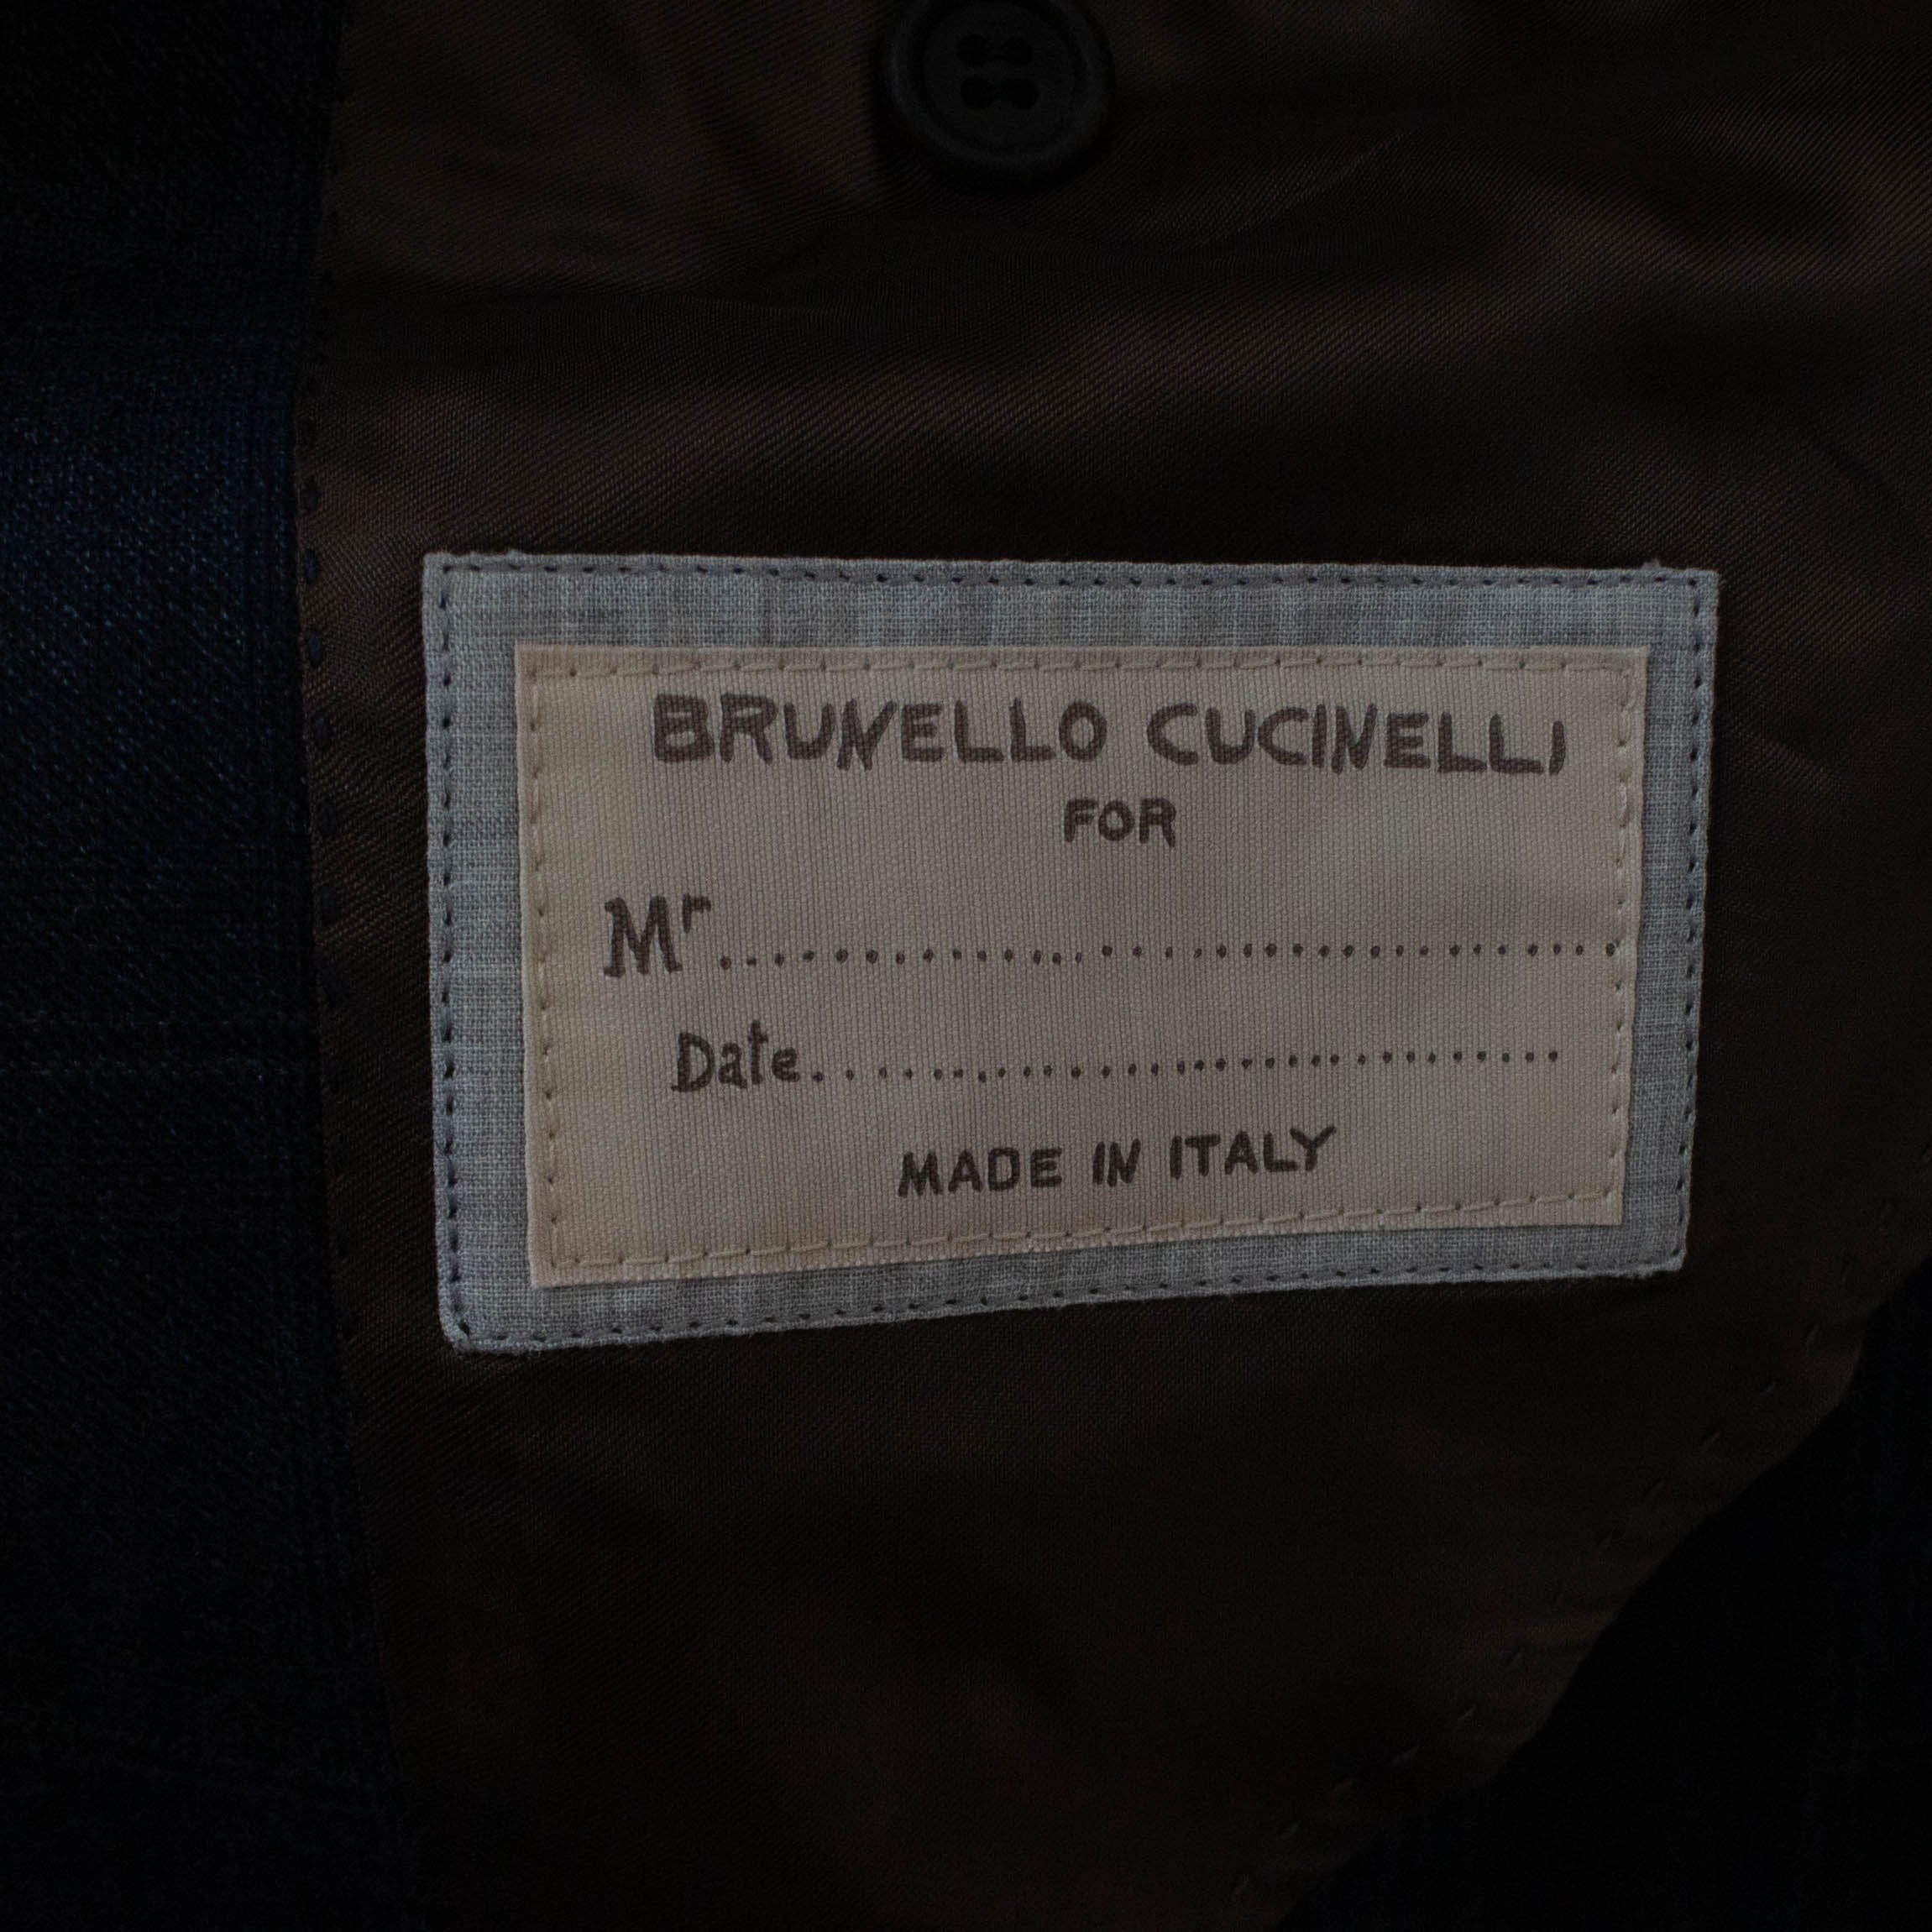 BRUNELLO CUCINELLI
FOR
Mr..............................
Date..........................
MADE IN ITALY